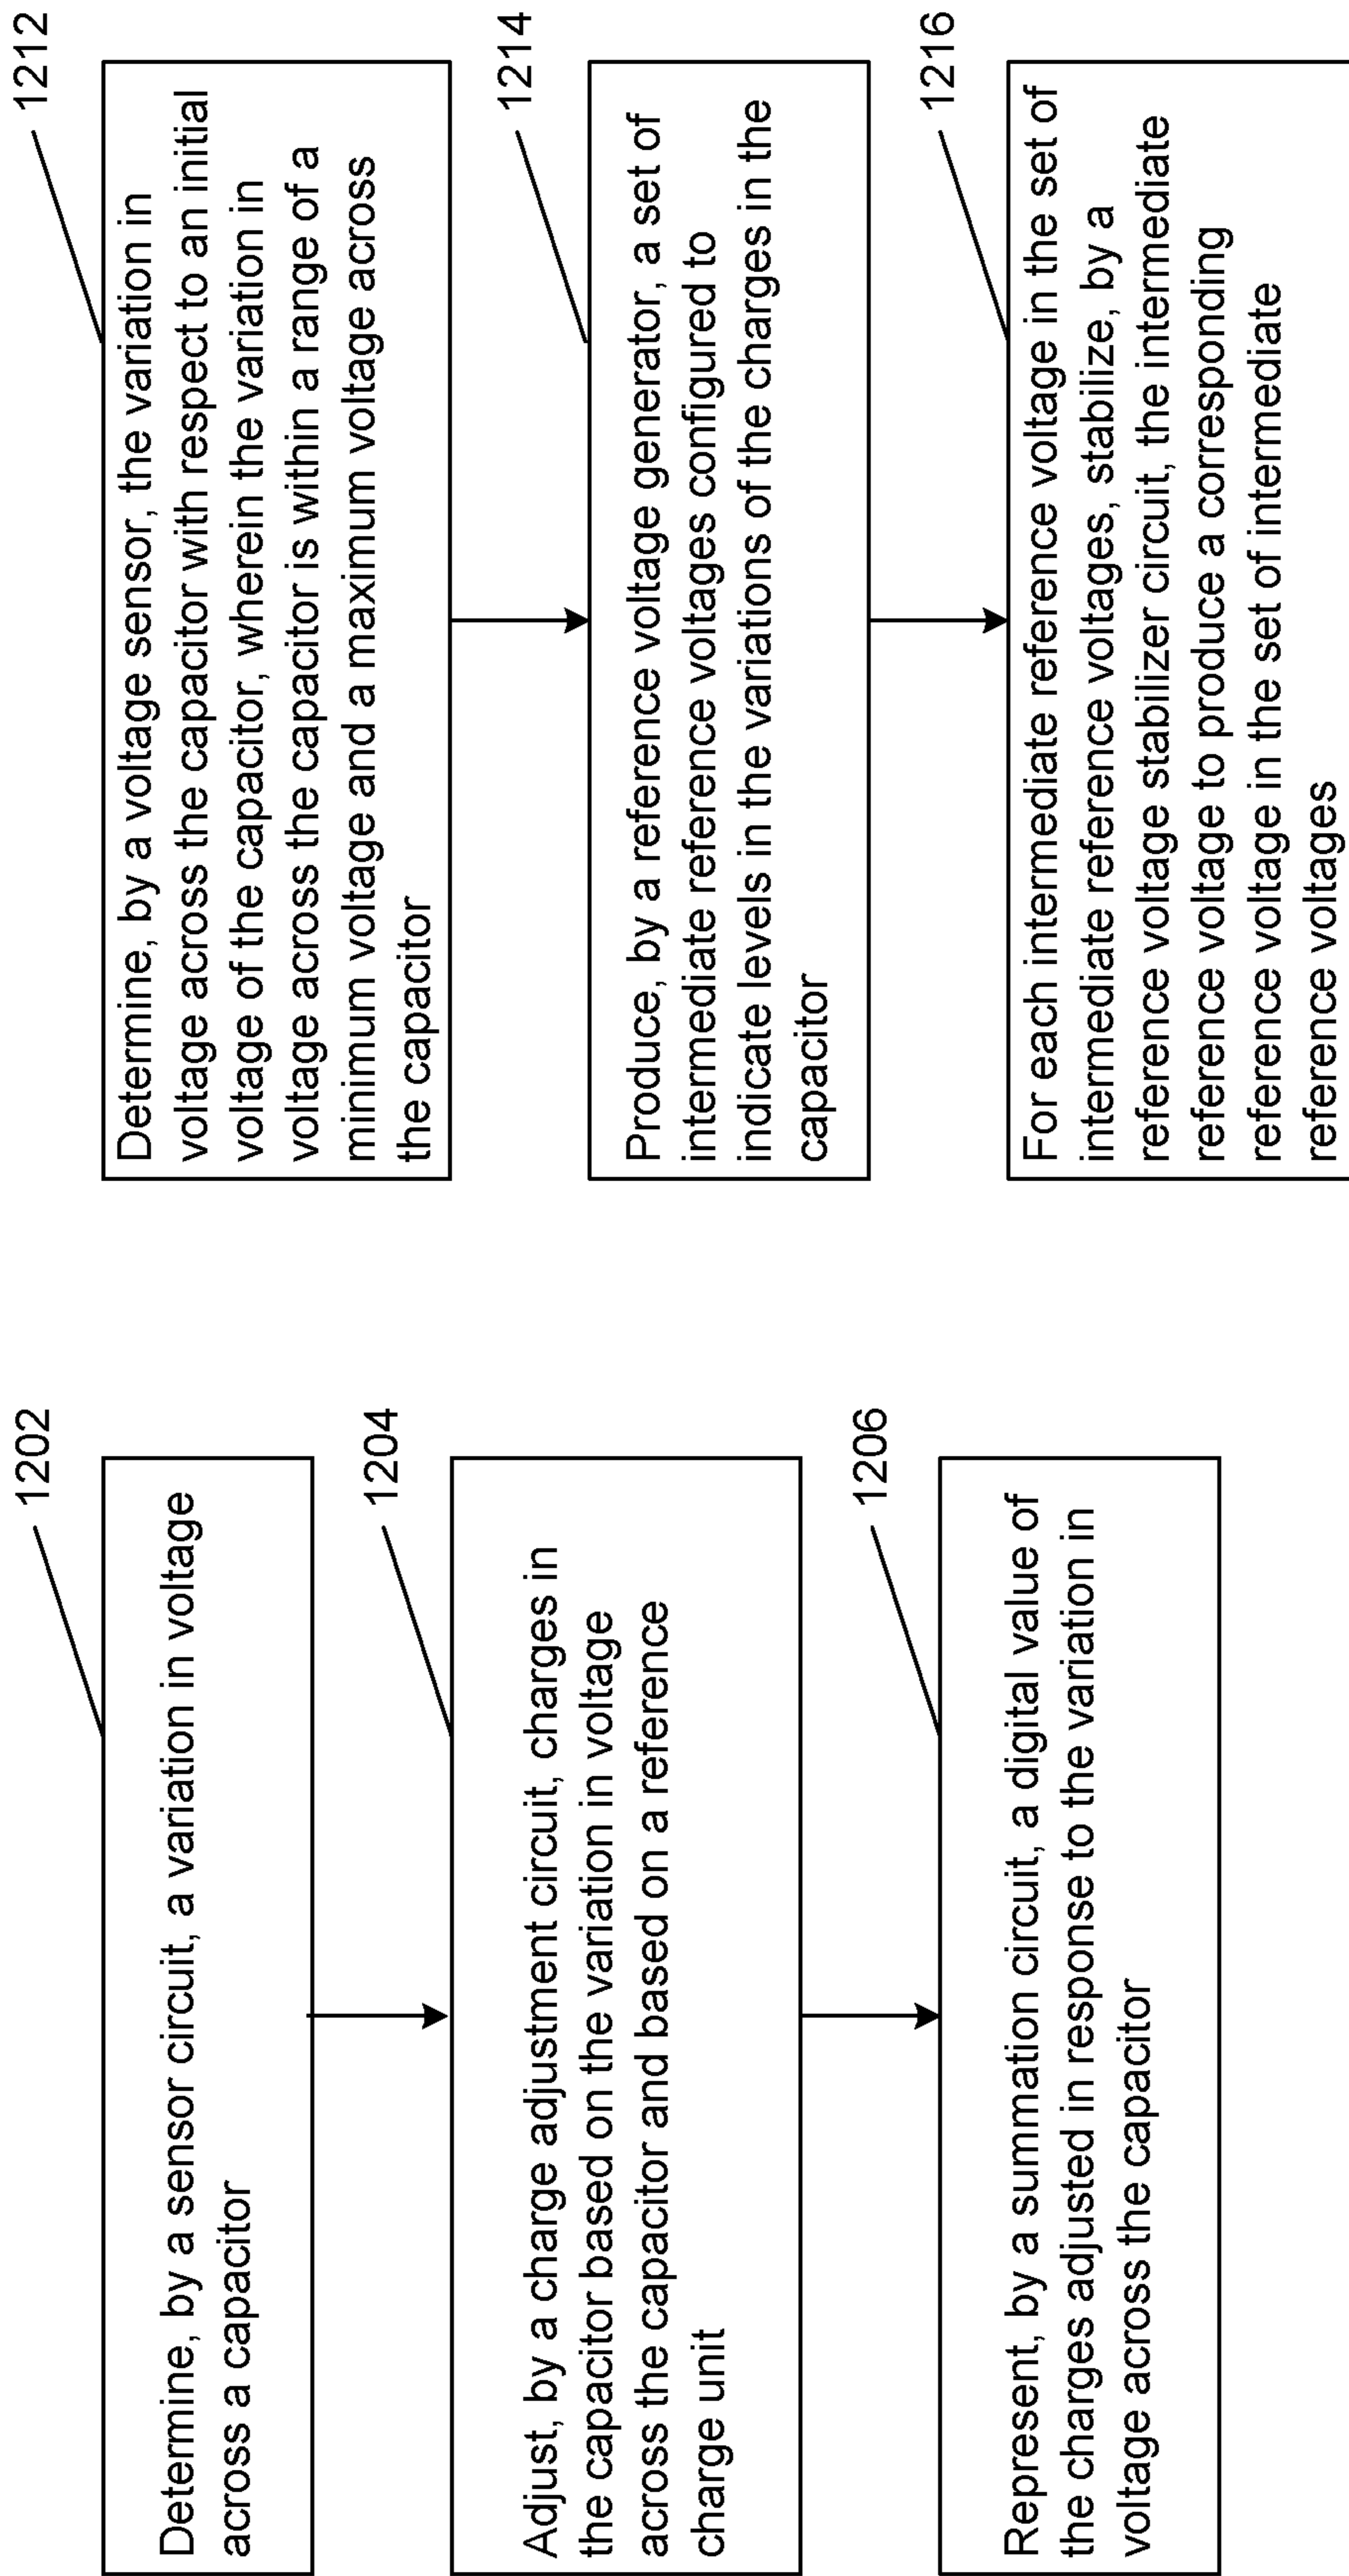 1202
Determine, by a sensor circuit, a variation in voltage
across a capacitor
1204
Adjust, by a charge adjustment circuit, charges in
the capacitor based on the variation in voltage
across the capacitor and based on a reference
charge unit
1206
Represent, by a summation circuit, a digital value of
the charges adjusted in response to the variation in
voltage across the capacitor
1212
Determine, by a voltage sensor, the variation in
voltage across the capacitor with respect to an initial
voltage of the capacitor, wherein the variation in
voltage across the capacitor is within a range of a
minimum voltage and a maximum voltage across
the capacitor
1214
Produce, by a reference voltage generator, a set of
intermediate reference voltages configured to
indicate levels in the variations of the charges in the
capacitor
1216
For each intermediate reference voltage in the set of
intermediate reference voltages, stabilize, by a
reference voltage stabilizer circuit, the intermediate
reference voltage to produce a corresponding
reference voltage in the set of intermediate
reference voltages